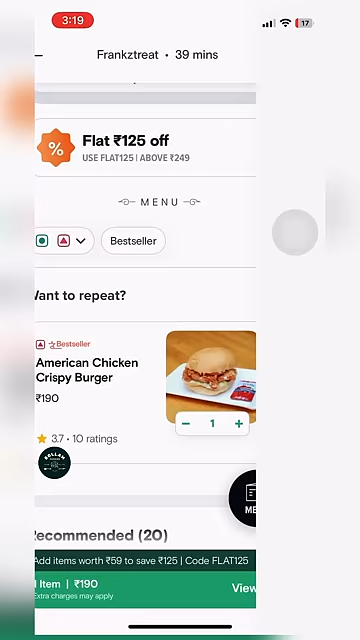 3:19
17
Frankztreat • 39 mins
%
Flat ₹125 off
USE FLAT125 | ABOVE ₹249
MENU
Bestseller
Want to repeat?
Bestseller
American Chicken
Crispy Burger
₹190
− 1 +
3.7 • 10 ratings
Recommended (20)
Add items worth ₹59 to save ₹125 | Code FLAT125
Item | ₹190
View
Extra charges may apply